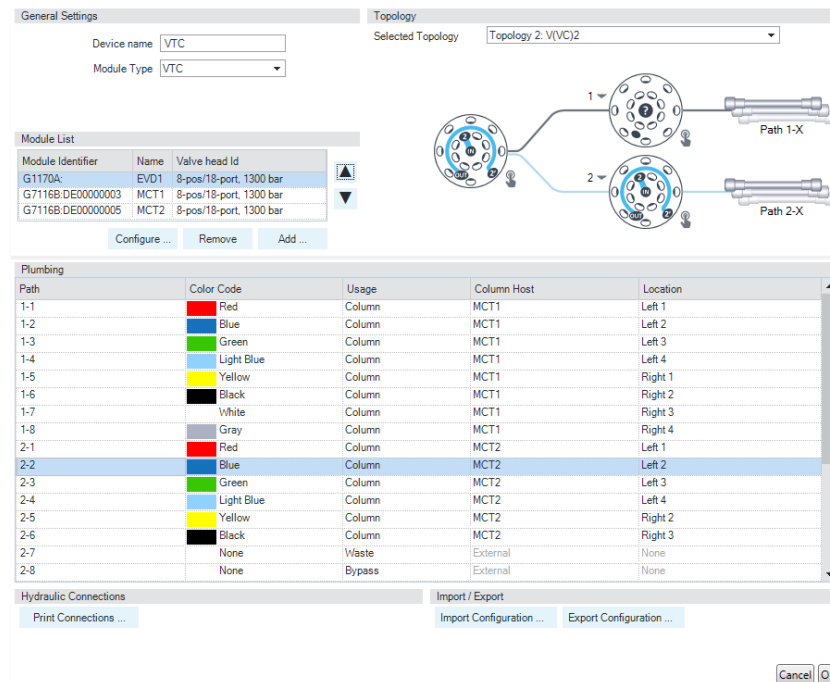 General Settings
Device name VTC
Module Type VTC
Topology
Selected Topology Topology 2: V(VC)2
1
?
Path 1-X
2
IN
OUT
2'
2
2
IN
OUT
2'
Path 2-X
Module List
Module Identifier Name Valve head Id
G1170A: EVD1 8-pos/18-port, 1300 bar
G7116B:DE00000003 MCT1 8-pos/18-port, 1300 bar
G7116B:DE00000005 MCT2 8-pos/18-port, 1300 bar
Configure ... Remove Add ...
Plumbing
Path Color Code Usage Column Host Location
1-1 Red Column MCT1 Left 1
1-2 Blue Column MCT1 Left 2
1-3 Green Column MCT1 Left 3
1-4 Light Blue Column MCT1 Left 4
1-5 Yellow Column MCT1 Right 1
1-6 Black Column MCT1 Right 2
1-7 White Column MCT1 Right 3
1-8 Gray Column MCT1 Right 4
2-1 Red Column MCT2 Left 1
2-2 Blue Column MCT2 Left 2
2-3 Green Column MCT2 Left 3
2-4 Light Blue Column MCT2 Left 4
2-5 Yellow Column MCT2 Right 2
2-6 Black Column MCT2 Right 3
2-7 None Waste External None
2-8 None Bypass External None
Hydraulic Connections
Print Connections ...
Import / Export
Import Configuration ... Export Configuration ...
Cancel